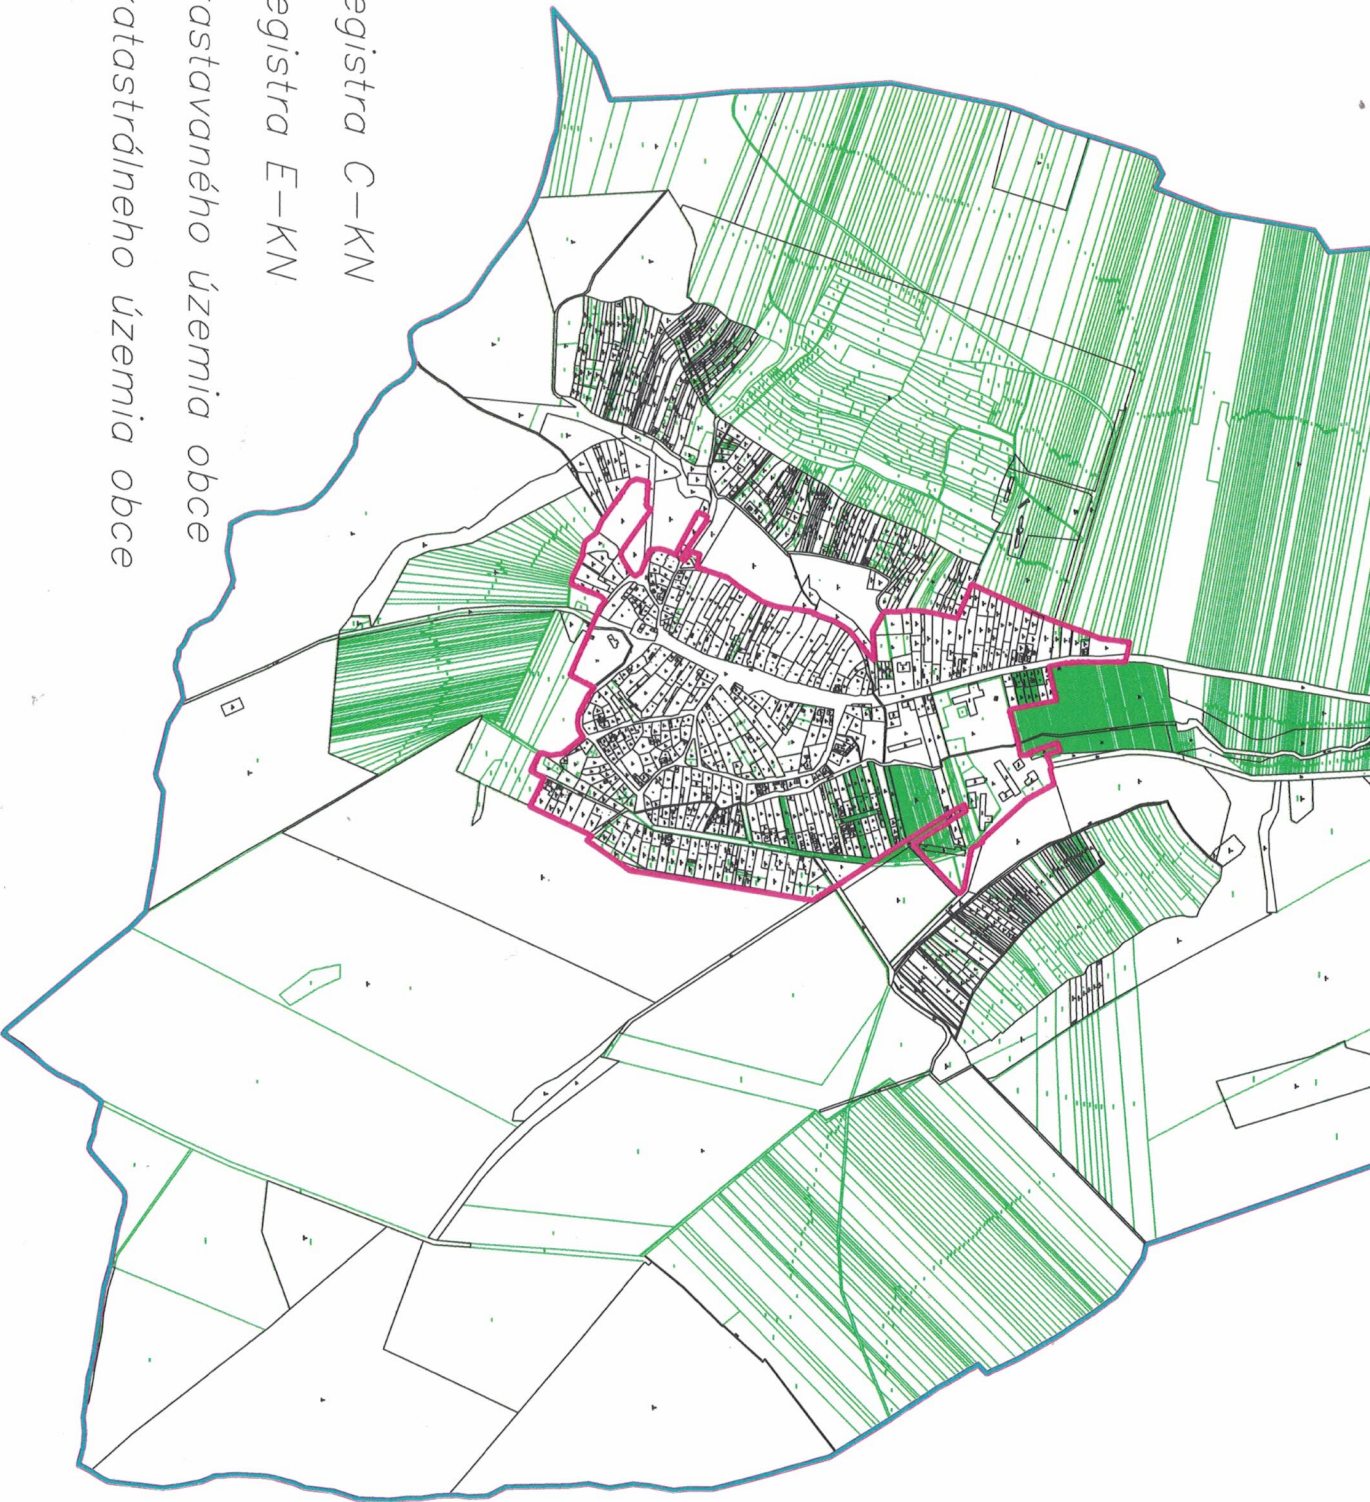 egistra C-KN
egistra E-KN
astavaného územia obce
atastrálneho územia obce